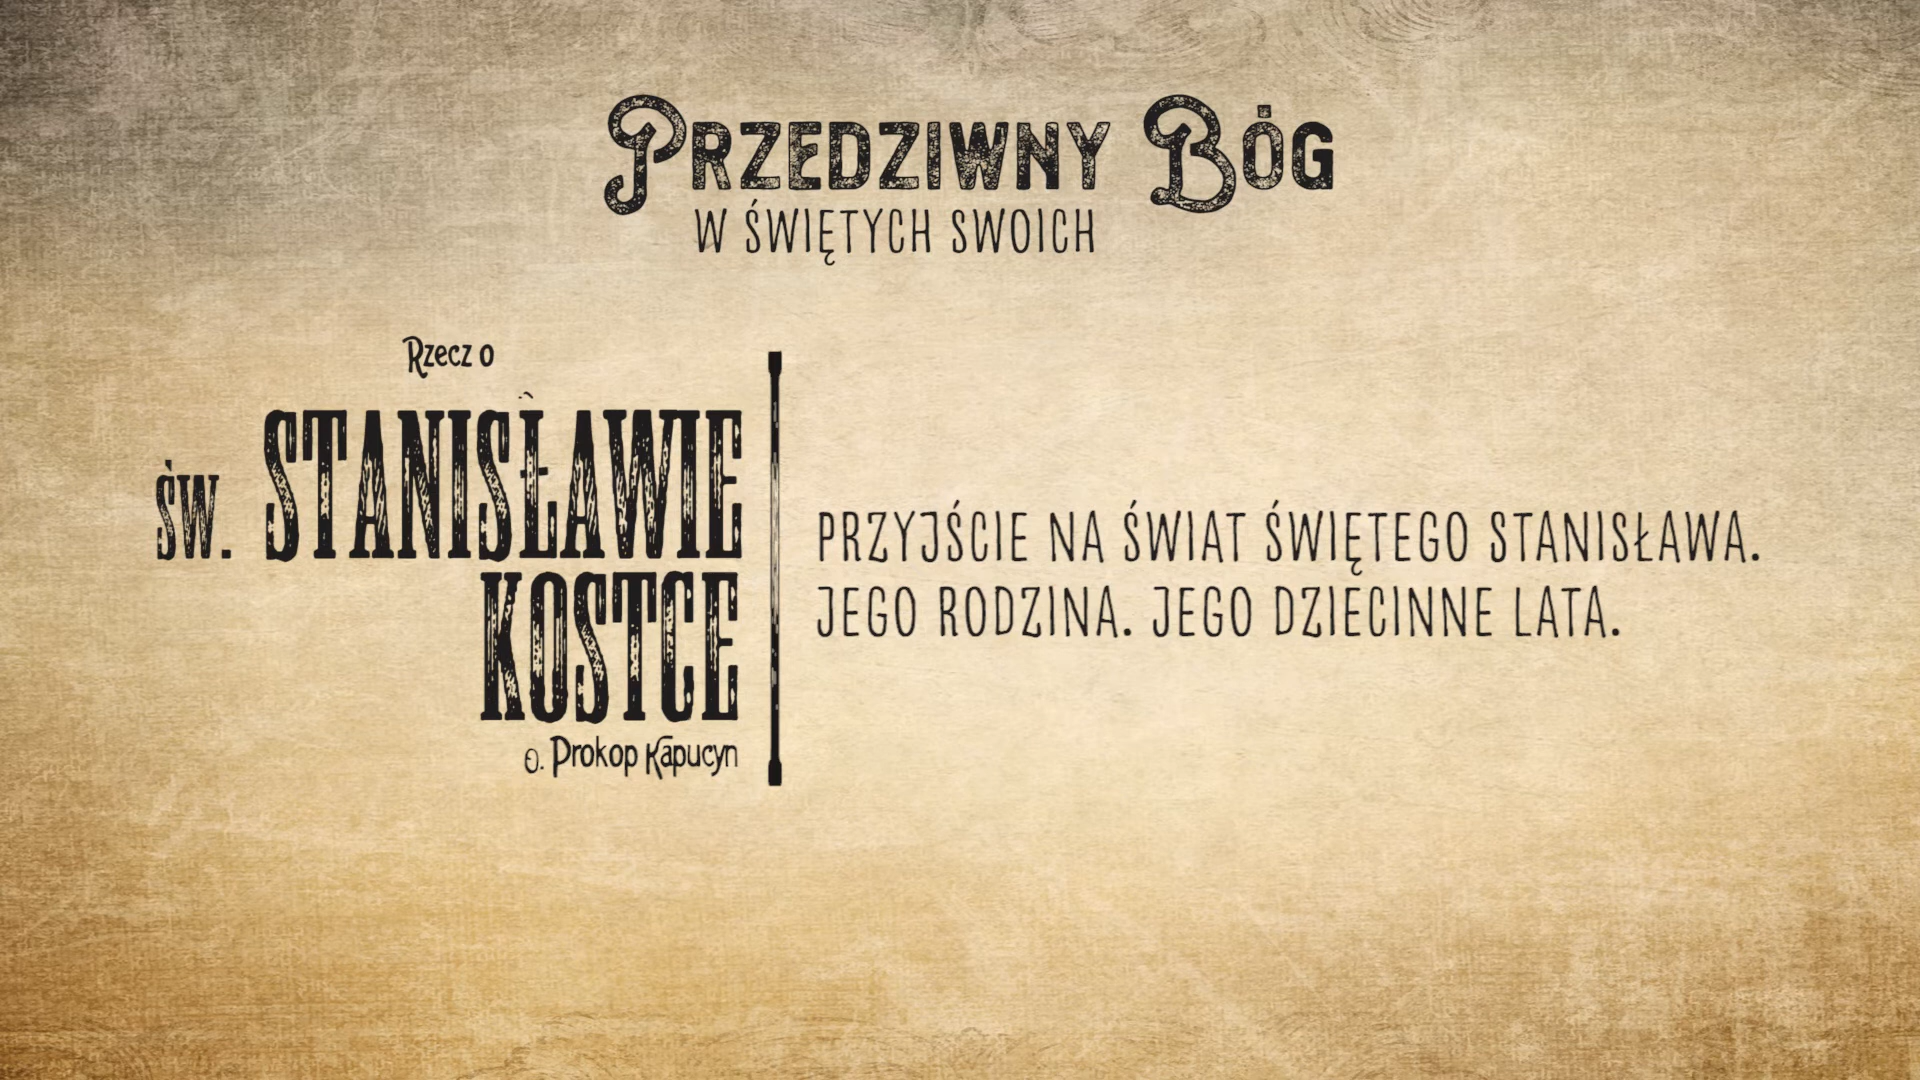 Przedziwny Bóg
W ŚWIĘTYCH SWOICH
Rzecz o
ŚW. STANISŁAWIE
KOSTCE
O. Prokop Kapucyn
PRZYJŚCIE NA ŚWIAT ŚWIĘTEGO STANISŁAWA.
JEGO RODZINA. JEGO DZIECINNE LATA.